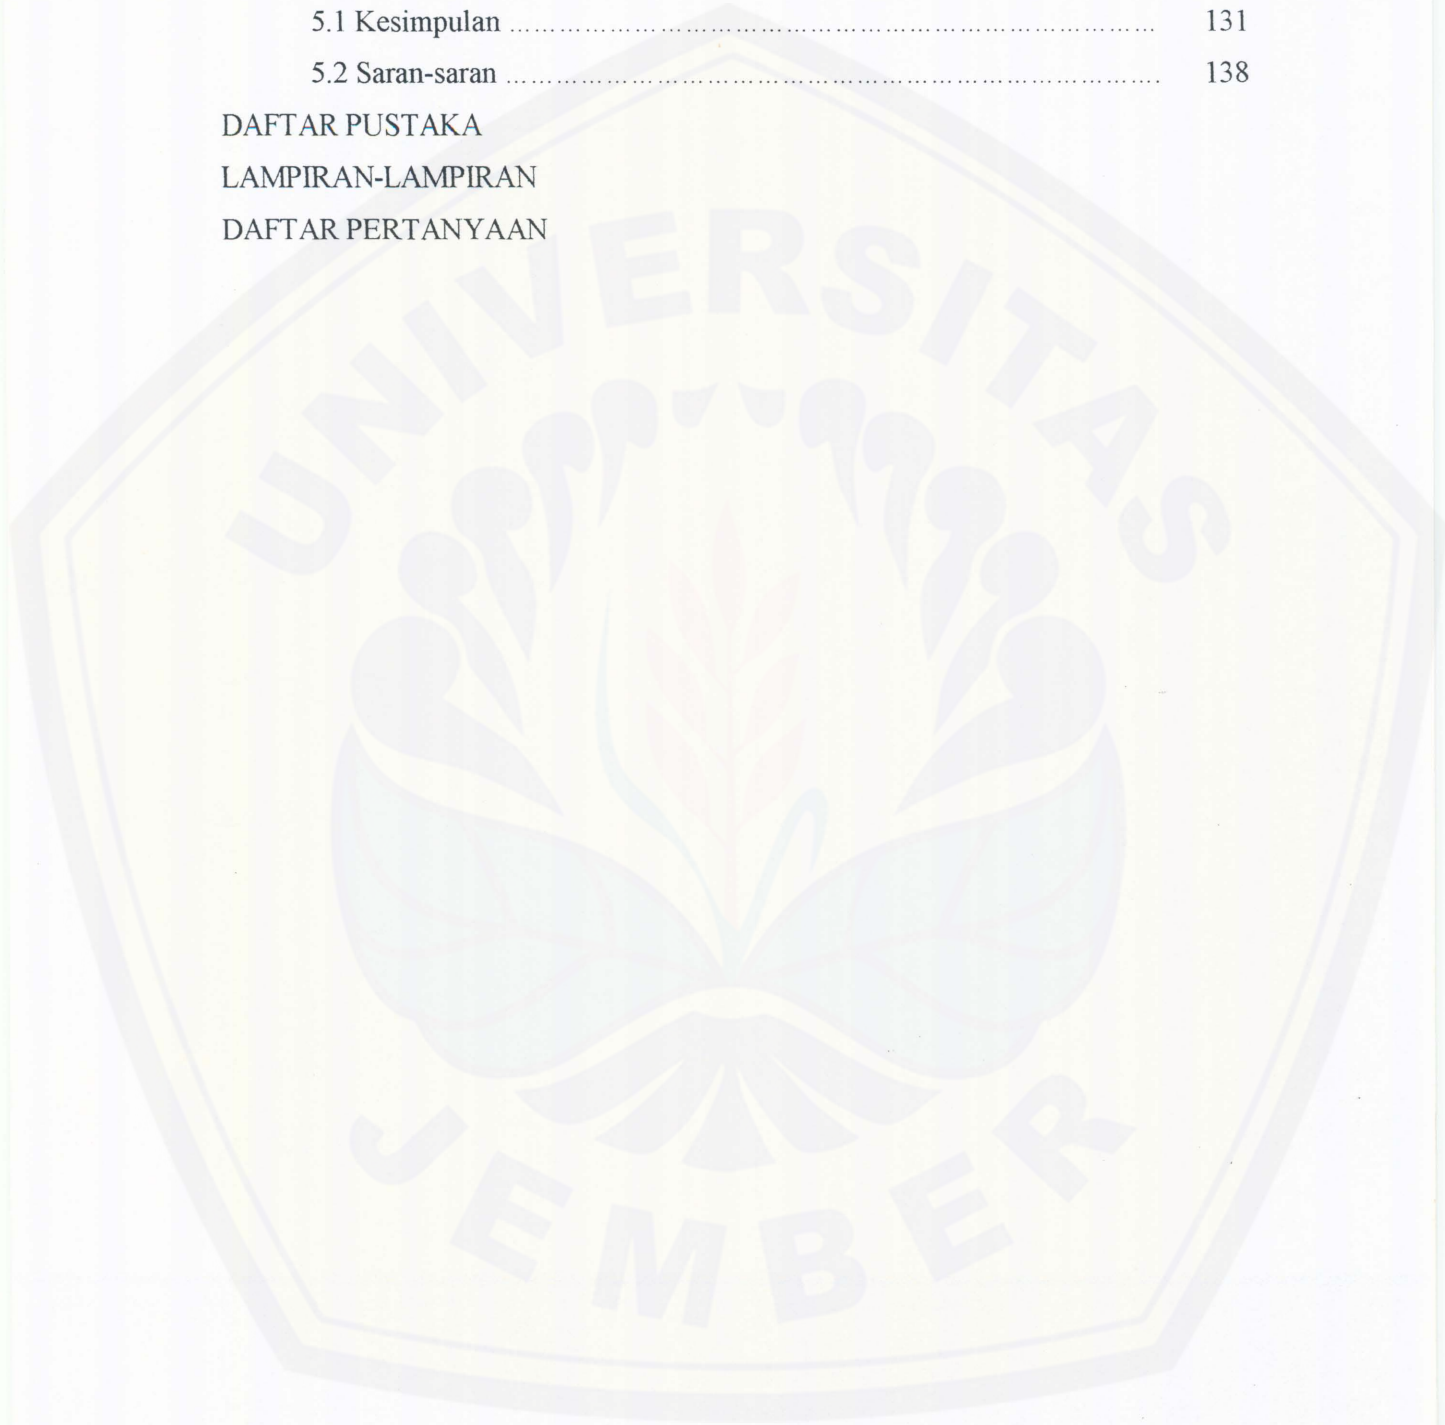 5.1 Kesimpulan .......................................................................... 131
5.2 Saran-saran .......................................................................... 138
DAFTAR PUSTAKA
LAMPIRAN-LAMPIRAN
DAFTAR PERTANYAAN
UNIVERSITAS
JEMBER